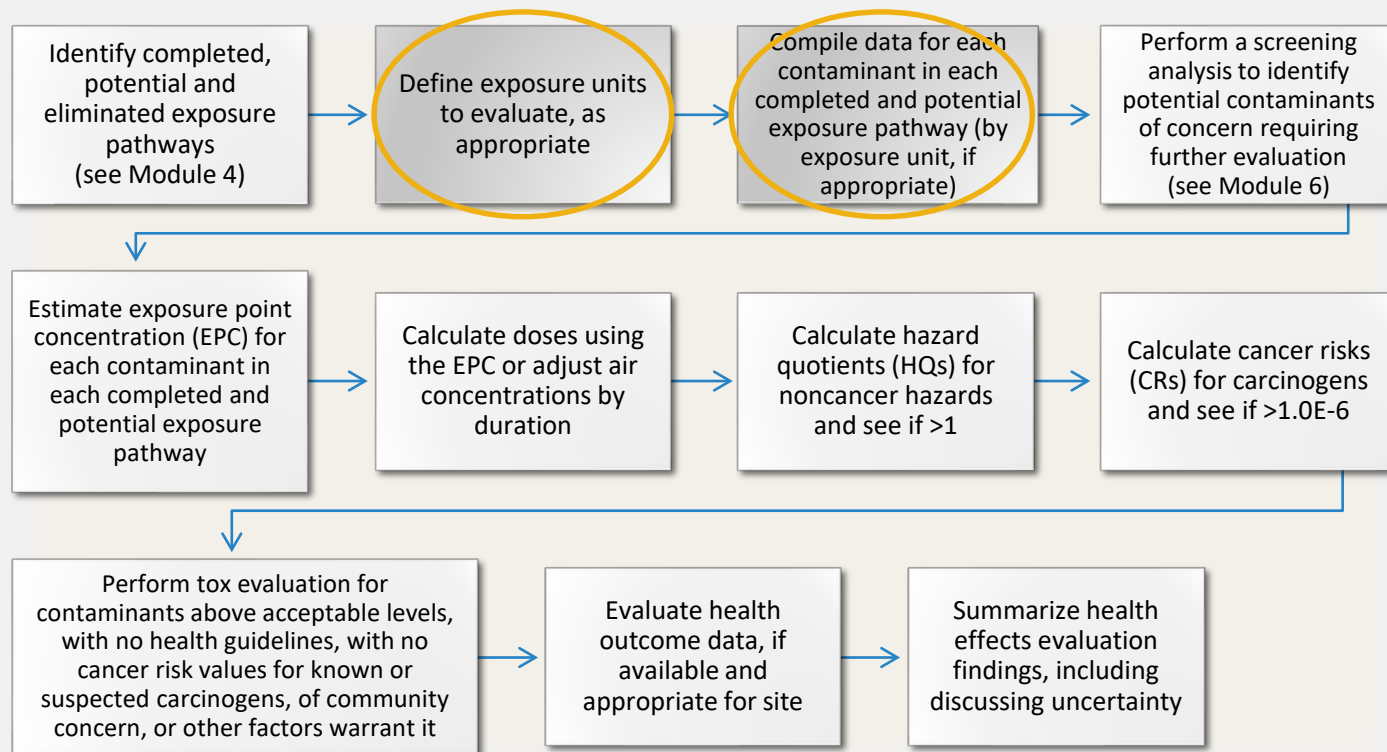 Identify completed,
potential and
eliminated exposure
pathways
(see Module 4)
Define exposure units
to evaluate, as
appropriate
Compile data for each
contaminant in each
completed and potential
exposure pathway (by
exposure unit, if
appropriate)
Perform a screening
analysis to identify
potential contaminants
of concern requiring
further evaluation
(see Module 6)
Estimate exposure point
concentration (EPC) for
each contaminant in
each completed and
potential exposure
pathway
Calculate doses using
the EPC or adjust air
concentrations by
duration
Calculate hazard
quotients (HQs) for
noncancer hazards
and see if >1
Calculate cancer risks
(CRs) for carcinogens
and see if >1.0E-6
Perform tox evaluation for
contaminants above acceptable levels,
with no health guidelines, with no
cancer risk values for known or
suspected carcinogens, of community
concern, or other factors warrant it
Evaluate health
outcome data, if
available and
appropriate for site
Summarize health
effects evaluation
findings, including
discussing uncertainty